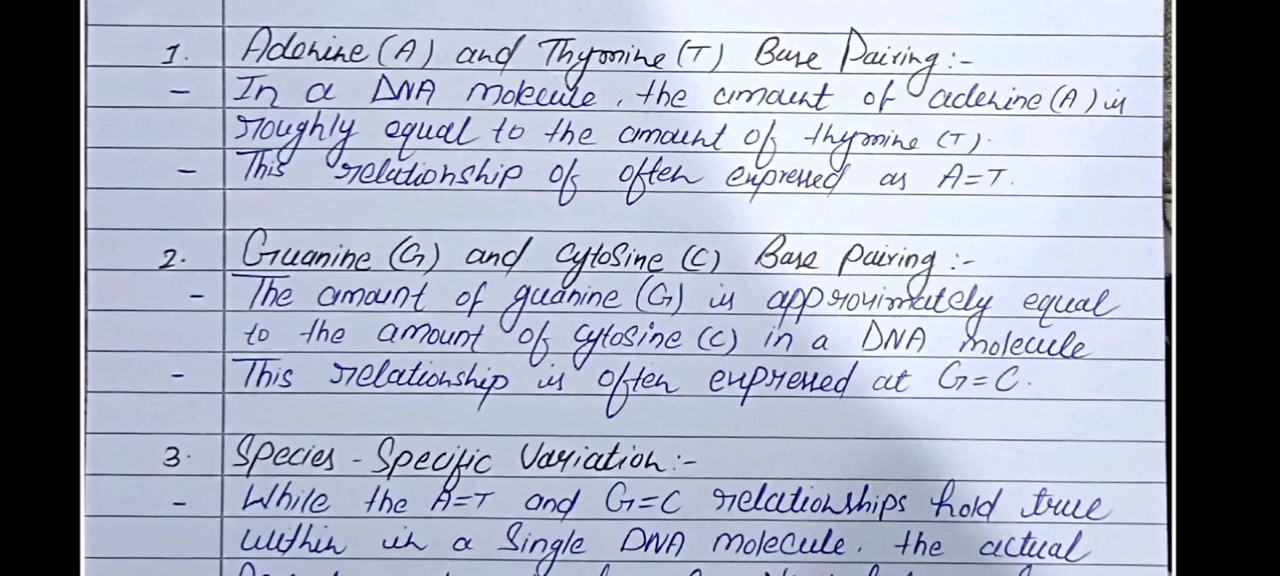 1. Adenine (A) and Thymine (T) Base Pairing :-
- In a DNA molecule, the amount of adenine (A) is
roughly equal to the amount of thymine (T).
- This relationship of often expressed as A=T.
2. Guanine (G) and Cytosine (C) Base Pairing :-
- The amount of guanine (G) is approximately equal
to the amount of cytosine (C) in a DNA molecule
- This relationship is often expressed at G=C.
3. Species - Specific Variation :-
- While the A=T and G=C relationships hold true
within in a Single DNA molecule. the actual